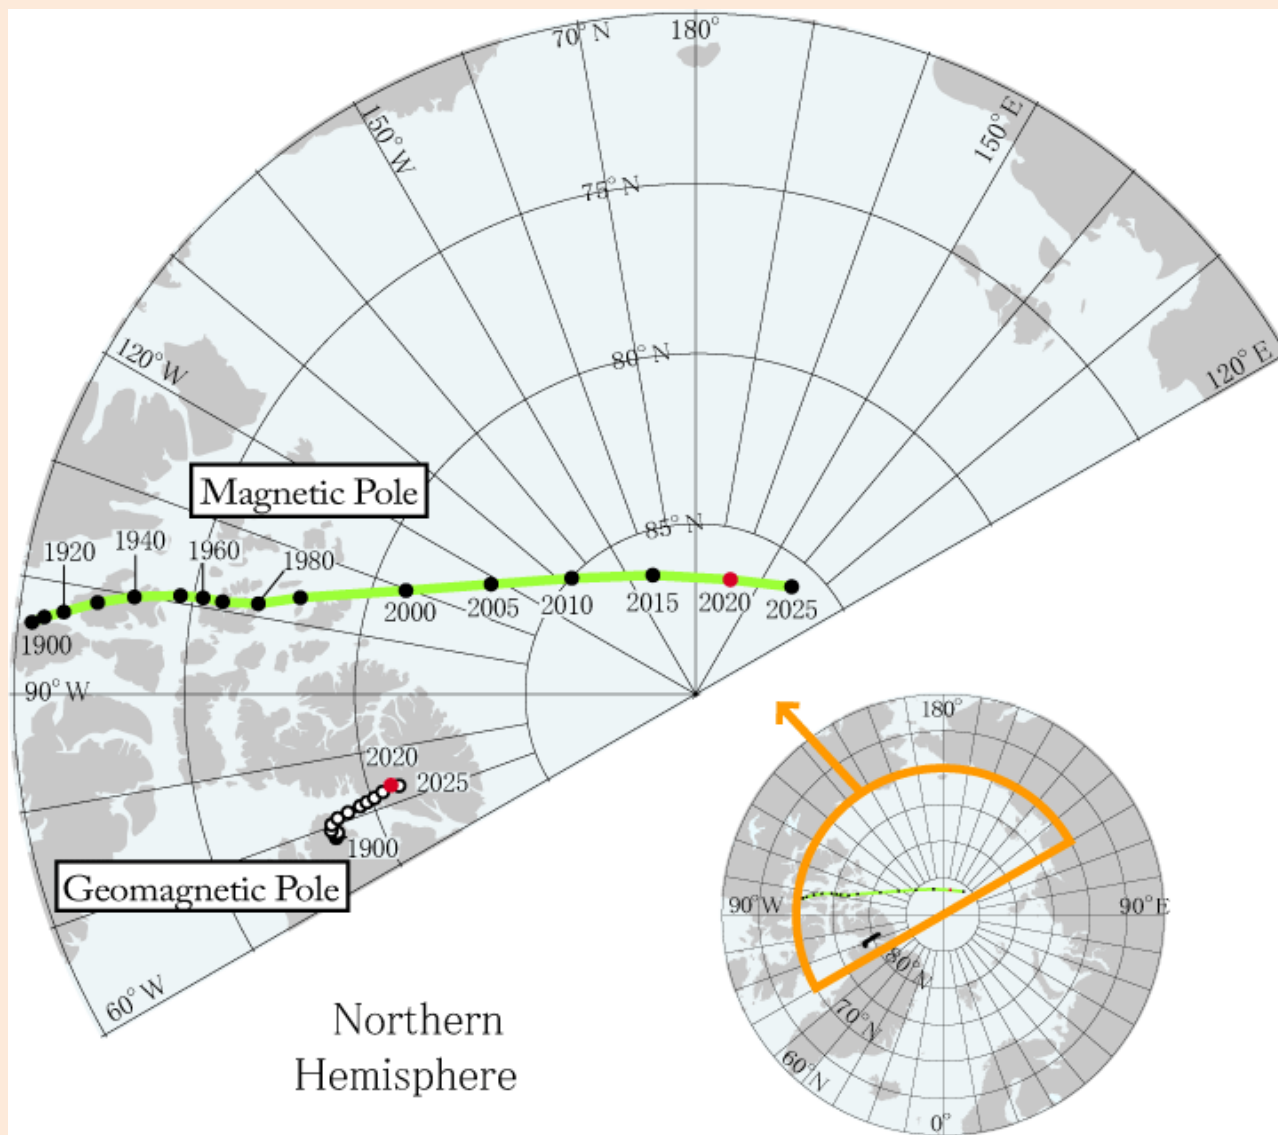 70° N
180°
150° W
150° E
75° N
80° N
120° W
120° E
Magnetic Pole
85° N
1920
1940
1960
1980
1900
2000
2005
2010
2015
2020
2025
90° W
2020
2025
1900
Geomagnetic Pole
60° W
Northern
Hemisphere
180°
90°W
90°E
80°N
70°N
60°N
0°